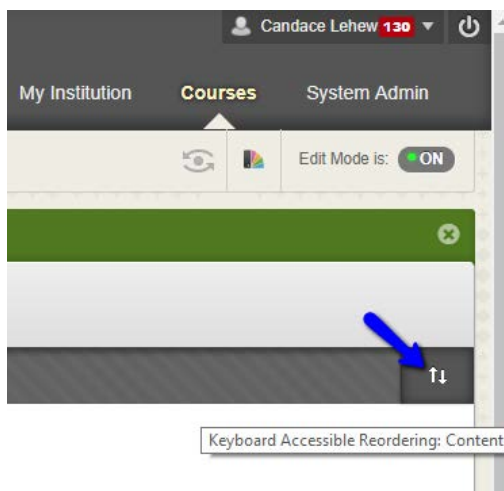 Candace Lehew 130
My Institution Courses System Admin
Edit Mode is: ON
Keyboard Accessible Reordering: Content